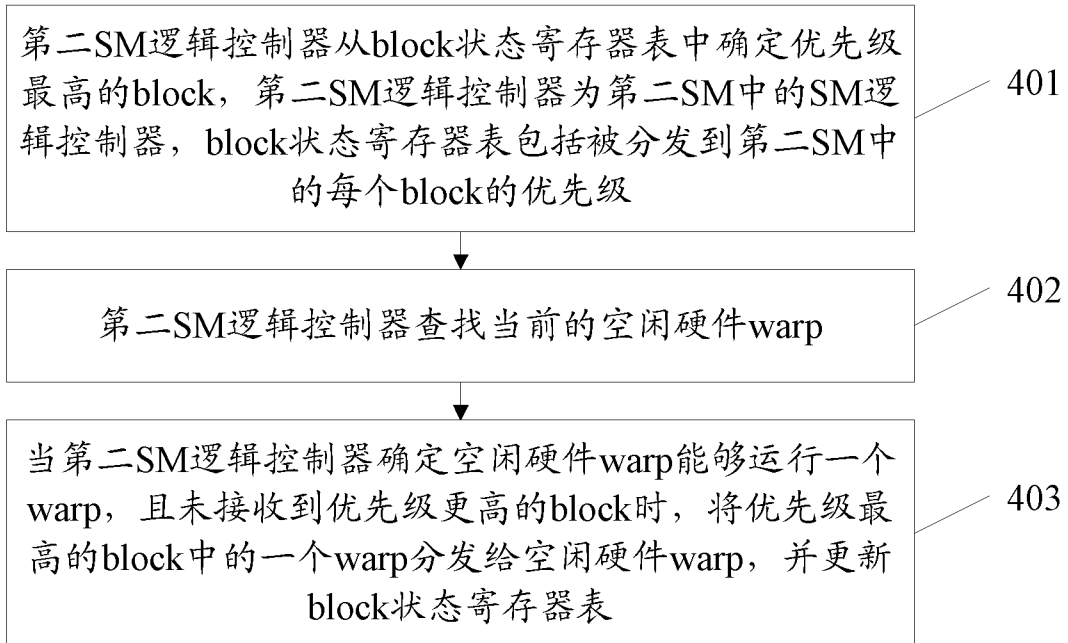 第二SM逻辑控制器从block状态寄存器表中确定优先级
最高的block，第二SM逻辑控制器为第二SM中的SM逻
辑控制器，block状态寄存器表包括被分发到第二SM中
的每个block的优先级
401
第二SM逻辑控制器查找当前的空闲硬件warp
402
当第二SM逻辑控制器确定空闲硬件warp能够运行一个
warp，且未接收到优先级更高的block时，将优先级最
高的block中的一个warp分发给空闲硬件warp，并更新
block状态寄存器表
403